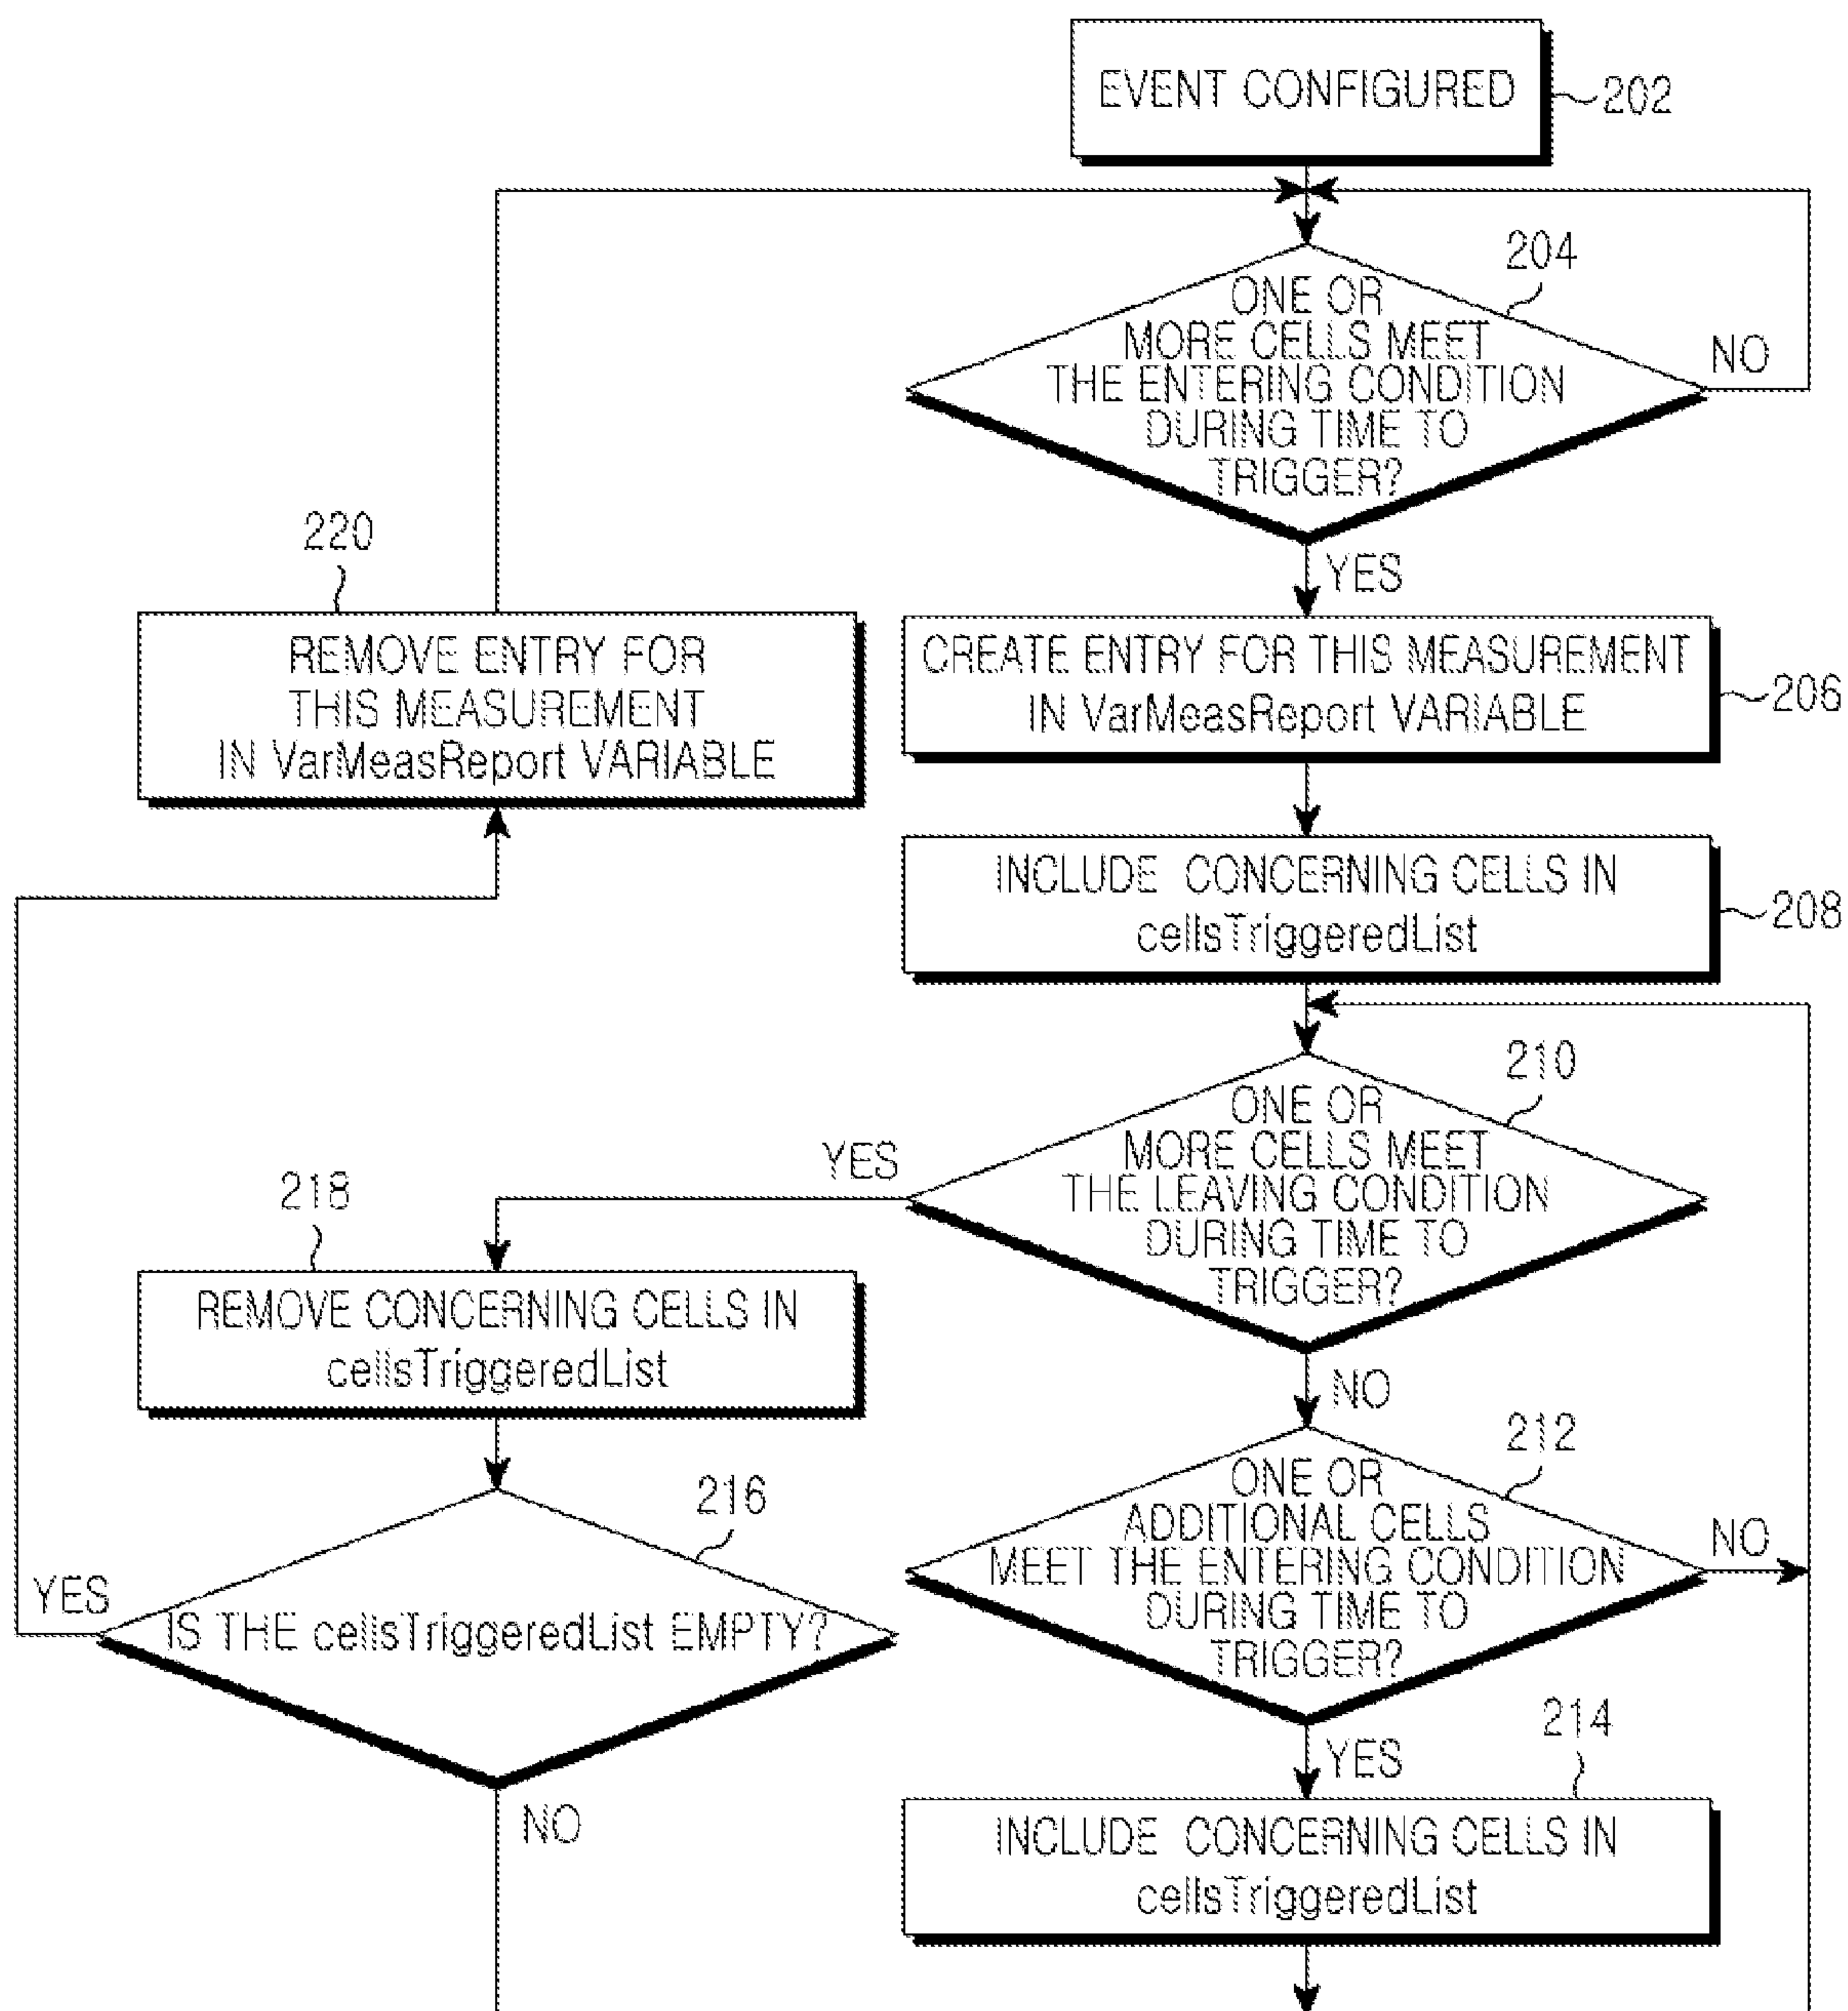 EVENT CONFIGURED
202
204
ONE OR
MORE CELLS MEET
THE ENTERING CONDITION
DURING TIME TO
TRIGGER?
NO
YES
220
REMOVE ENTRY FOR
THIS MEASUREMENT
IN VarMeasReport VARIABLE
CREATE ENTRY FOR THIS MEASUREMENT
IN VarMeasReport VARIABLE
206
INCLUDE CONCERNING CELLS IN
cellsTriggeredList
208
210
ONE OR
MORE CELLS MEET
THE LEAVING CONDITION
DURING TIME TO
TRIGGER?
YES
NO
218
REMOVE CONCERNING CELLS IN
cellsTriggeredList
212
ONE OR
ADDITIONAL CELLS
MEET THE ENTERING CONDITION
DURING TIME TO
TRIGGER?
NO
YES
216
IS THE cellsTriggeredList EMPTY?
YES
NO
214
INCLUDE CONCERNING CELLS IN
cellsTriggeredList